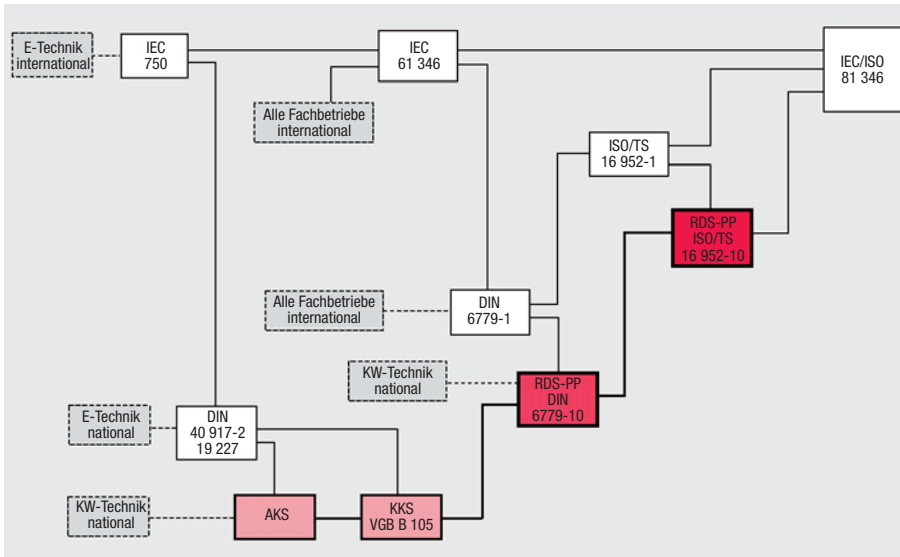 E-Technik
international
IEC
750
IEC
61 346
IEC/ISO
81 346
Alle Fachbetriebe
international
ISO/TS
16 952-1
RDS-PP
ISO/TS
16 952-10
Alle Fachbetriebe
international
DIN
6779-1
KW-Technik
national
RDS-PP
DIN
6779-10
E-Technik
national
DIN
40 917-2
19 227
KW-Technik
national
AKS
KKS
VGB B 105